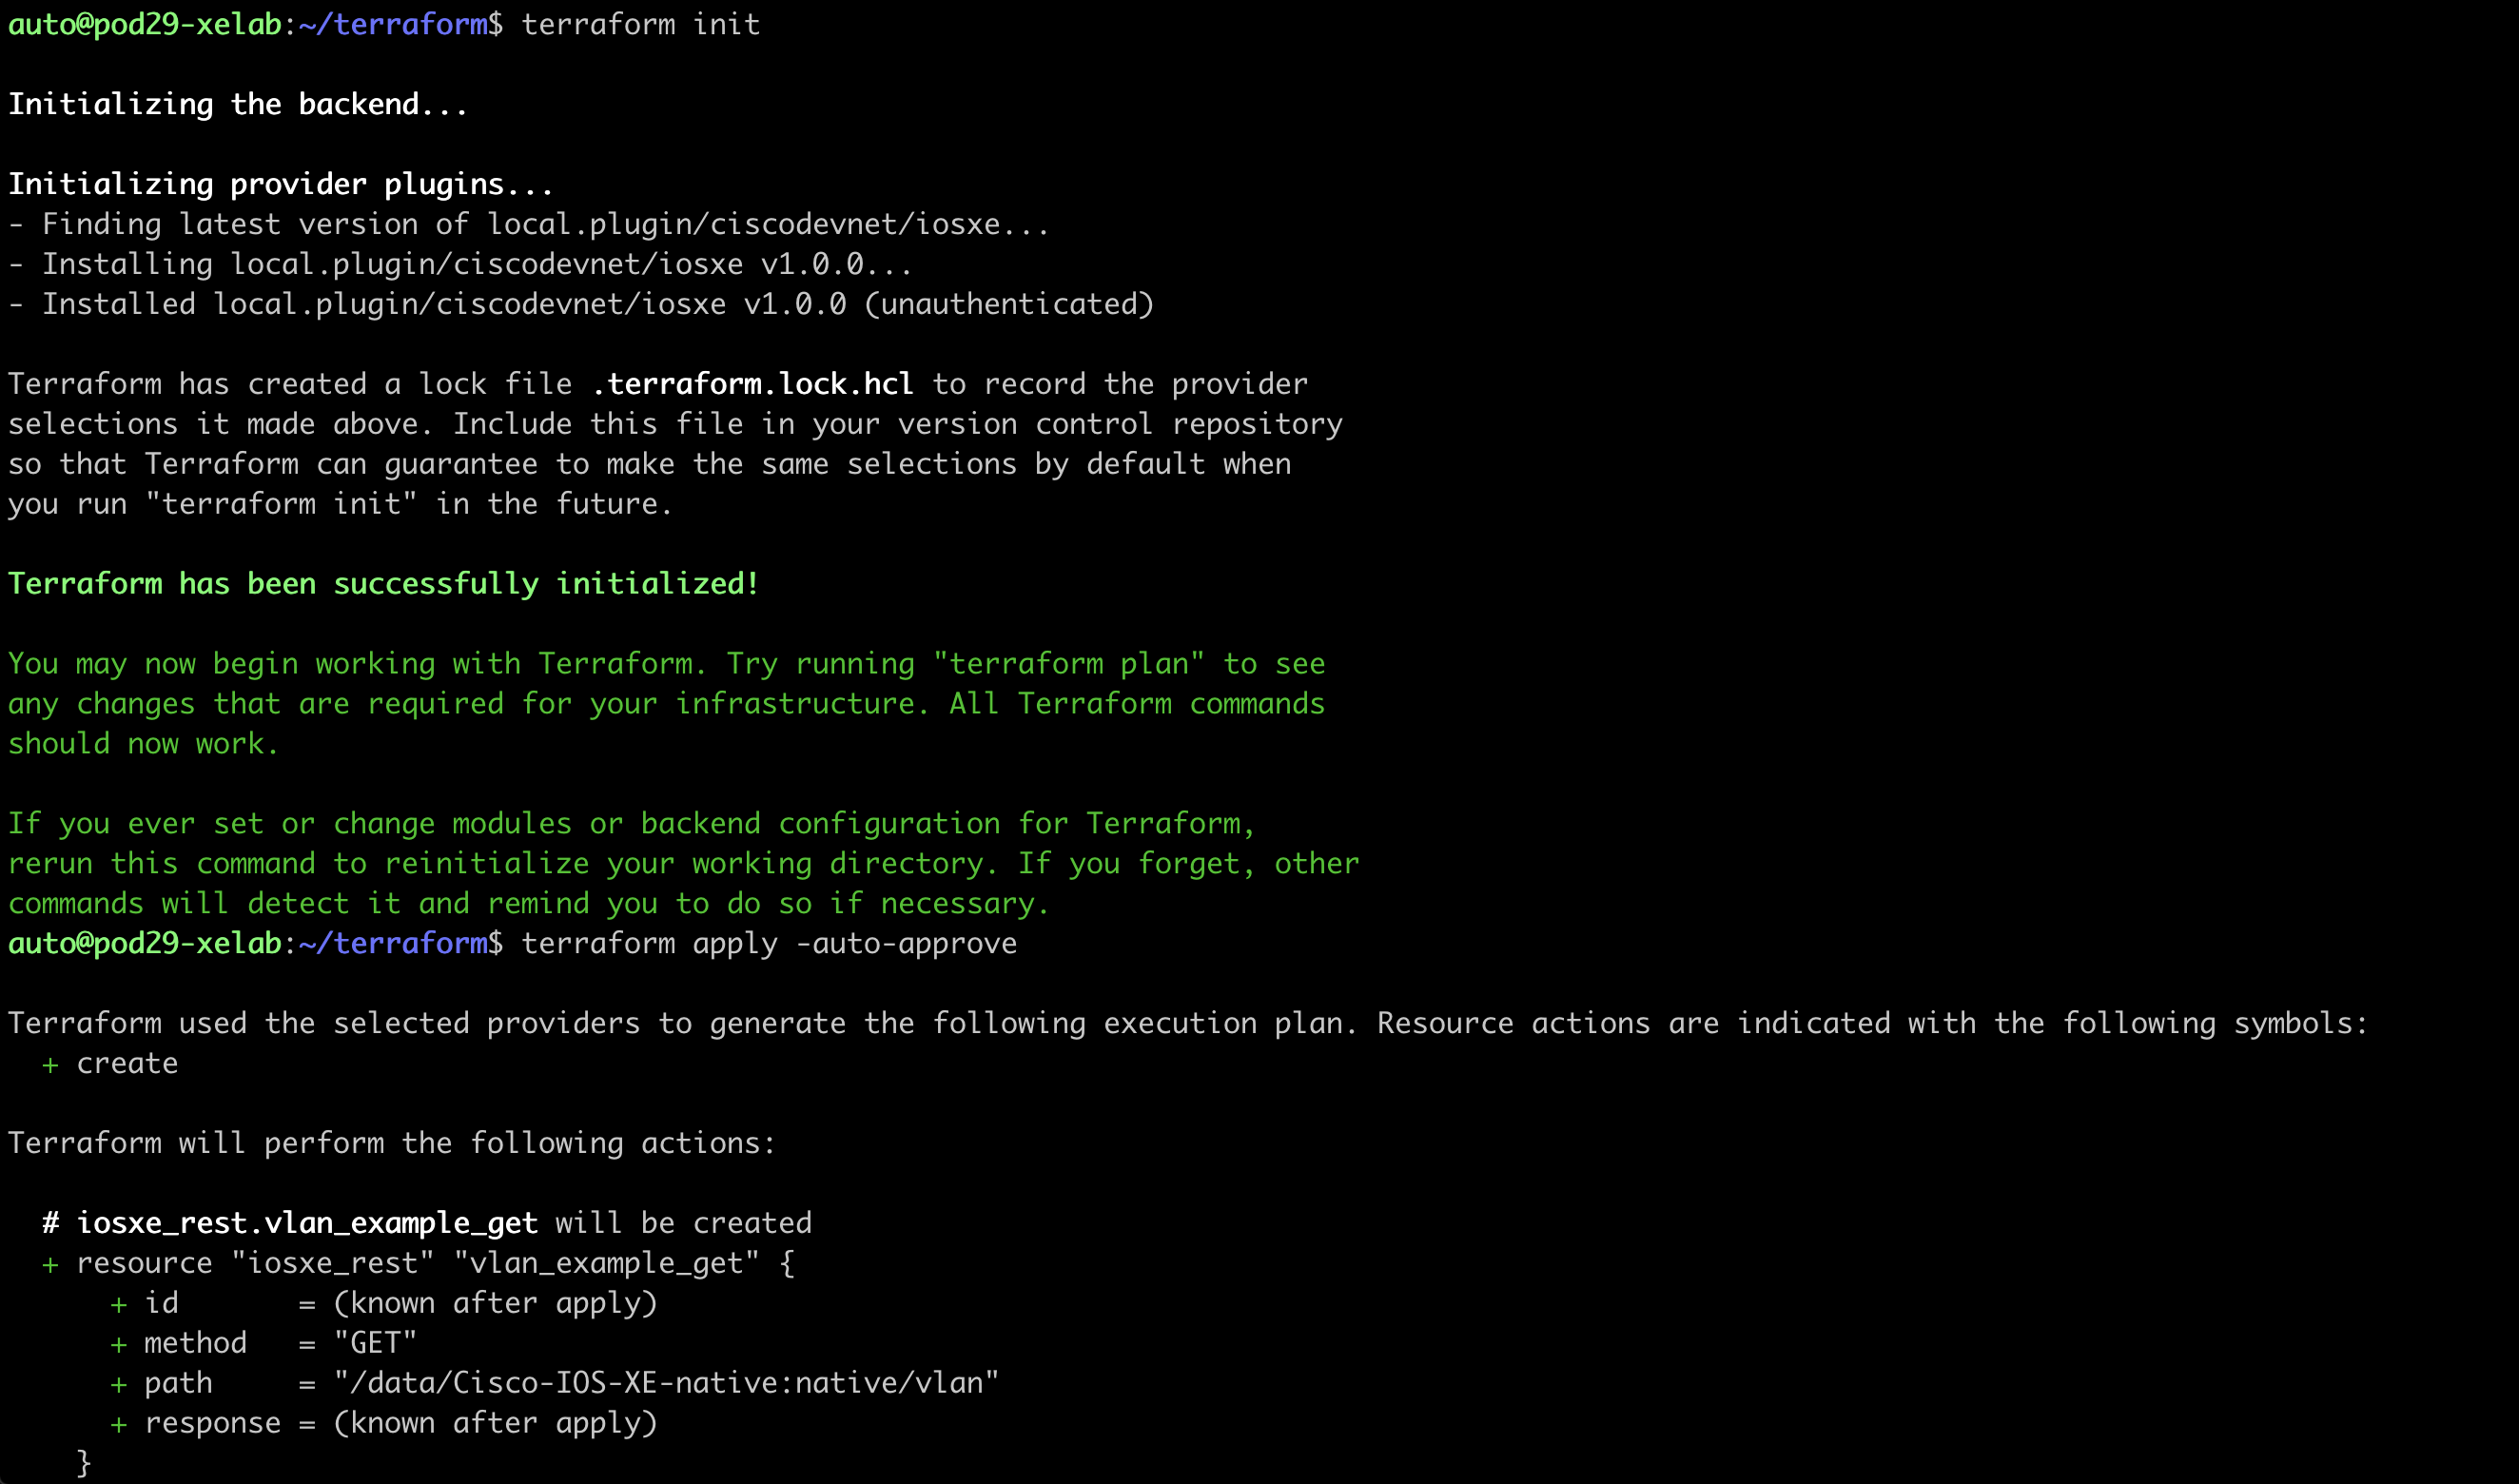 auto@pod29-xelab:~/terraform$ terraform init
Initializing the backend...
Initializing provider plugins...
- Finding latest version of local.plugin/ciscodevnet/iosxe...
- Installing local.plugin/ciscodevnet/iosxe v1.0.0...
- Installed local.plugin/ciscodevnet/iosxe v1.0.0 (unauthenticated)
Terraform has created a lock file .terraform.lock.hcl to record the provider
selections it made above. Include this file in your version control repository
so that Terraform can guarantee to make the same selections by default when
you run "terraform init" in the future.
Terraform has been successfully initialized!
You may now begin working with Terraform. Try running "terraform plan" to see
any changes that are required for your infrastructure. All Terraform commands
should now work.
If you ever set or change modules or backend configuration for Terraform,
rerun this command to reinitialize your working directory. If you forget, other
commands will detect it and remind you to do so if necessary.
auto@pod29-xelab:~/terraform$ terraform apply -auto-approve
Terraform used the selected providers to generate the following execution plan. Resource actions are indicated with the following symbols:
  + create
Terraform will perform the following actions:
  # iosxe_rest.vlan_example_get will be created
  + resource "iosxe_rest" "vlan_example_get" {
      + id       = (known after apply)
      + method   = "GET"
      + path     = "/data/Cisco-IOS-XE-native:native/vlan"
      + response = (known after apply)
    }